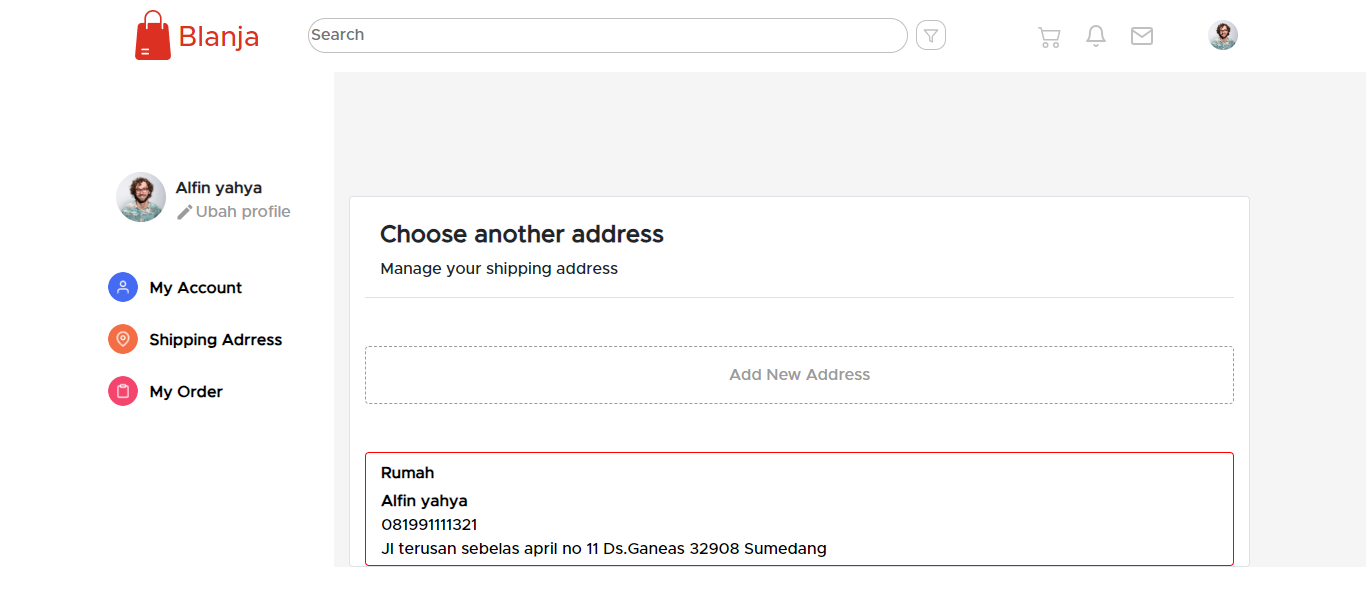 Blanja
Search
Alfin yahya
Ubah profile
My Account
Shipping Adrress
My Order
Choose another address
Manage your shipping address
Add New Address
Rumah
Alfin yahya
081991111321
Jl terusan sebelas april no 11 Ds.Ganeas 32908 Sumedang